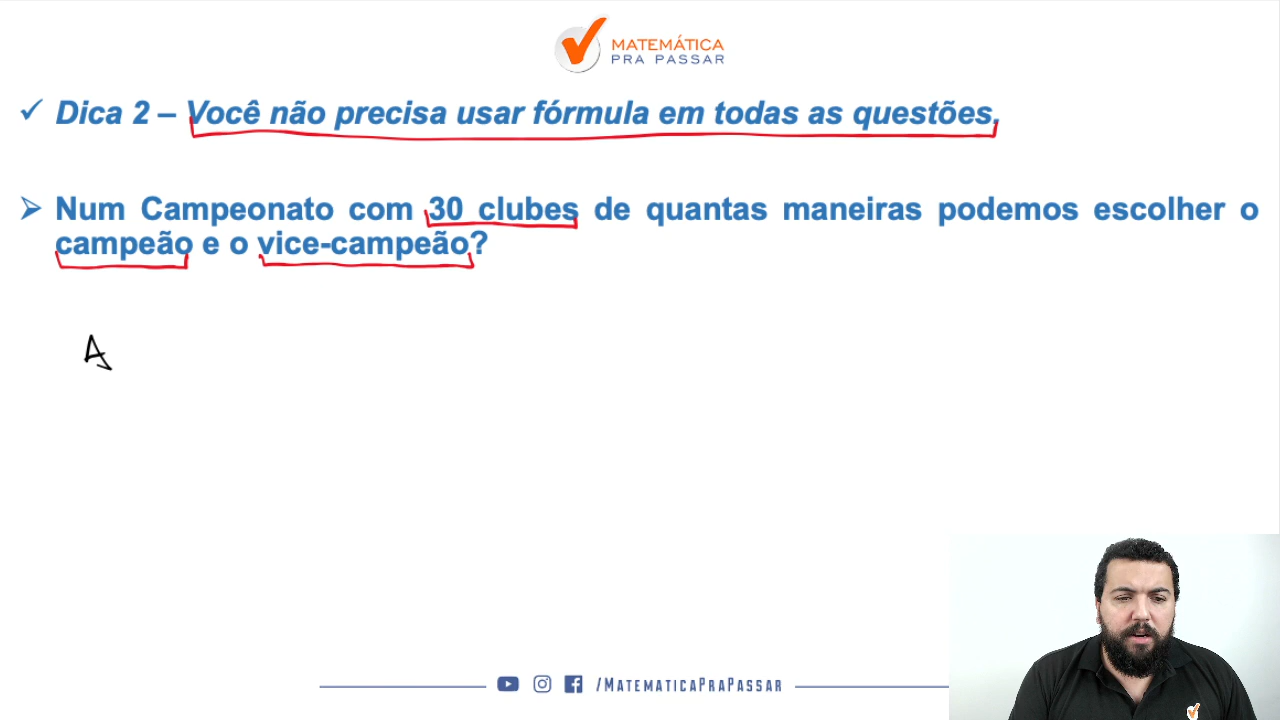 MATEMÁTICA
PRA PASSAR
Dica 2 – Você não precisa usar fórmula em todas as questões.
Num Campeonato com 30 clubes de quantas maneiras podemos escolher o
campeão e o vice-campeão?
A
/MATEMATICAPRAPASSAR